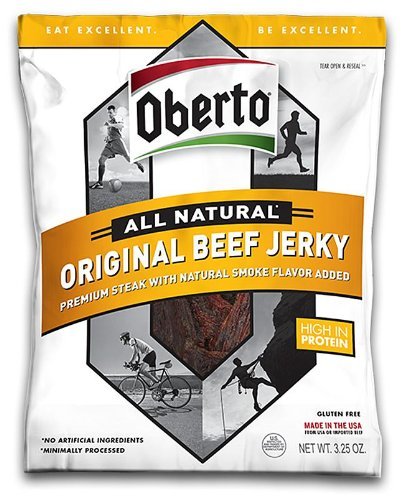 EAT EXCELLENT.
BE EXCELLENT.
TEAR OPEN & RESEAL
Oberto®
ALL NATURAL*
ORIGINAL BEEF JERKY
PREMIUM STEAK WITH NATURAL SMOKE FLAVOR ADDED
HIGH IN
PROTEIN
GLUTEN FREE
MADE IN THE USA
FROM USA OR IMPORTED BEEF
*NO ARTIFICIAL INGREDIENTS
*MINIMALLY PROCESSED
NET WT. 3.25 OZ.